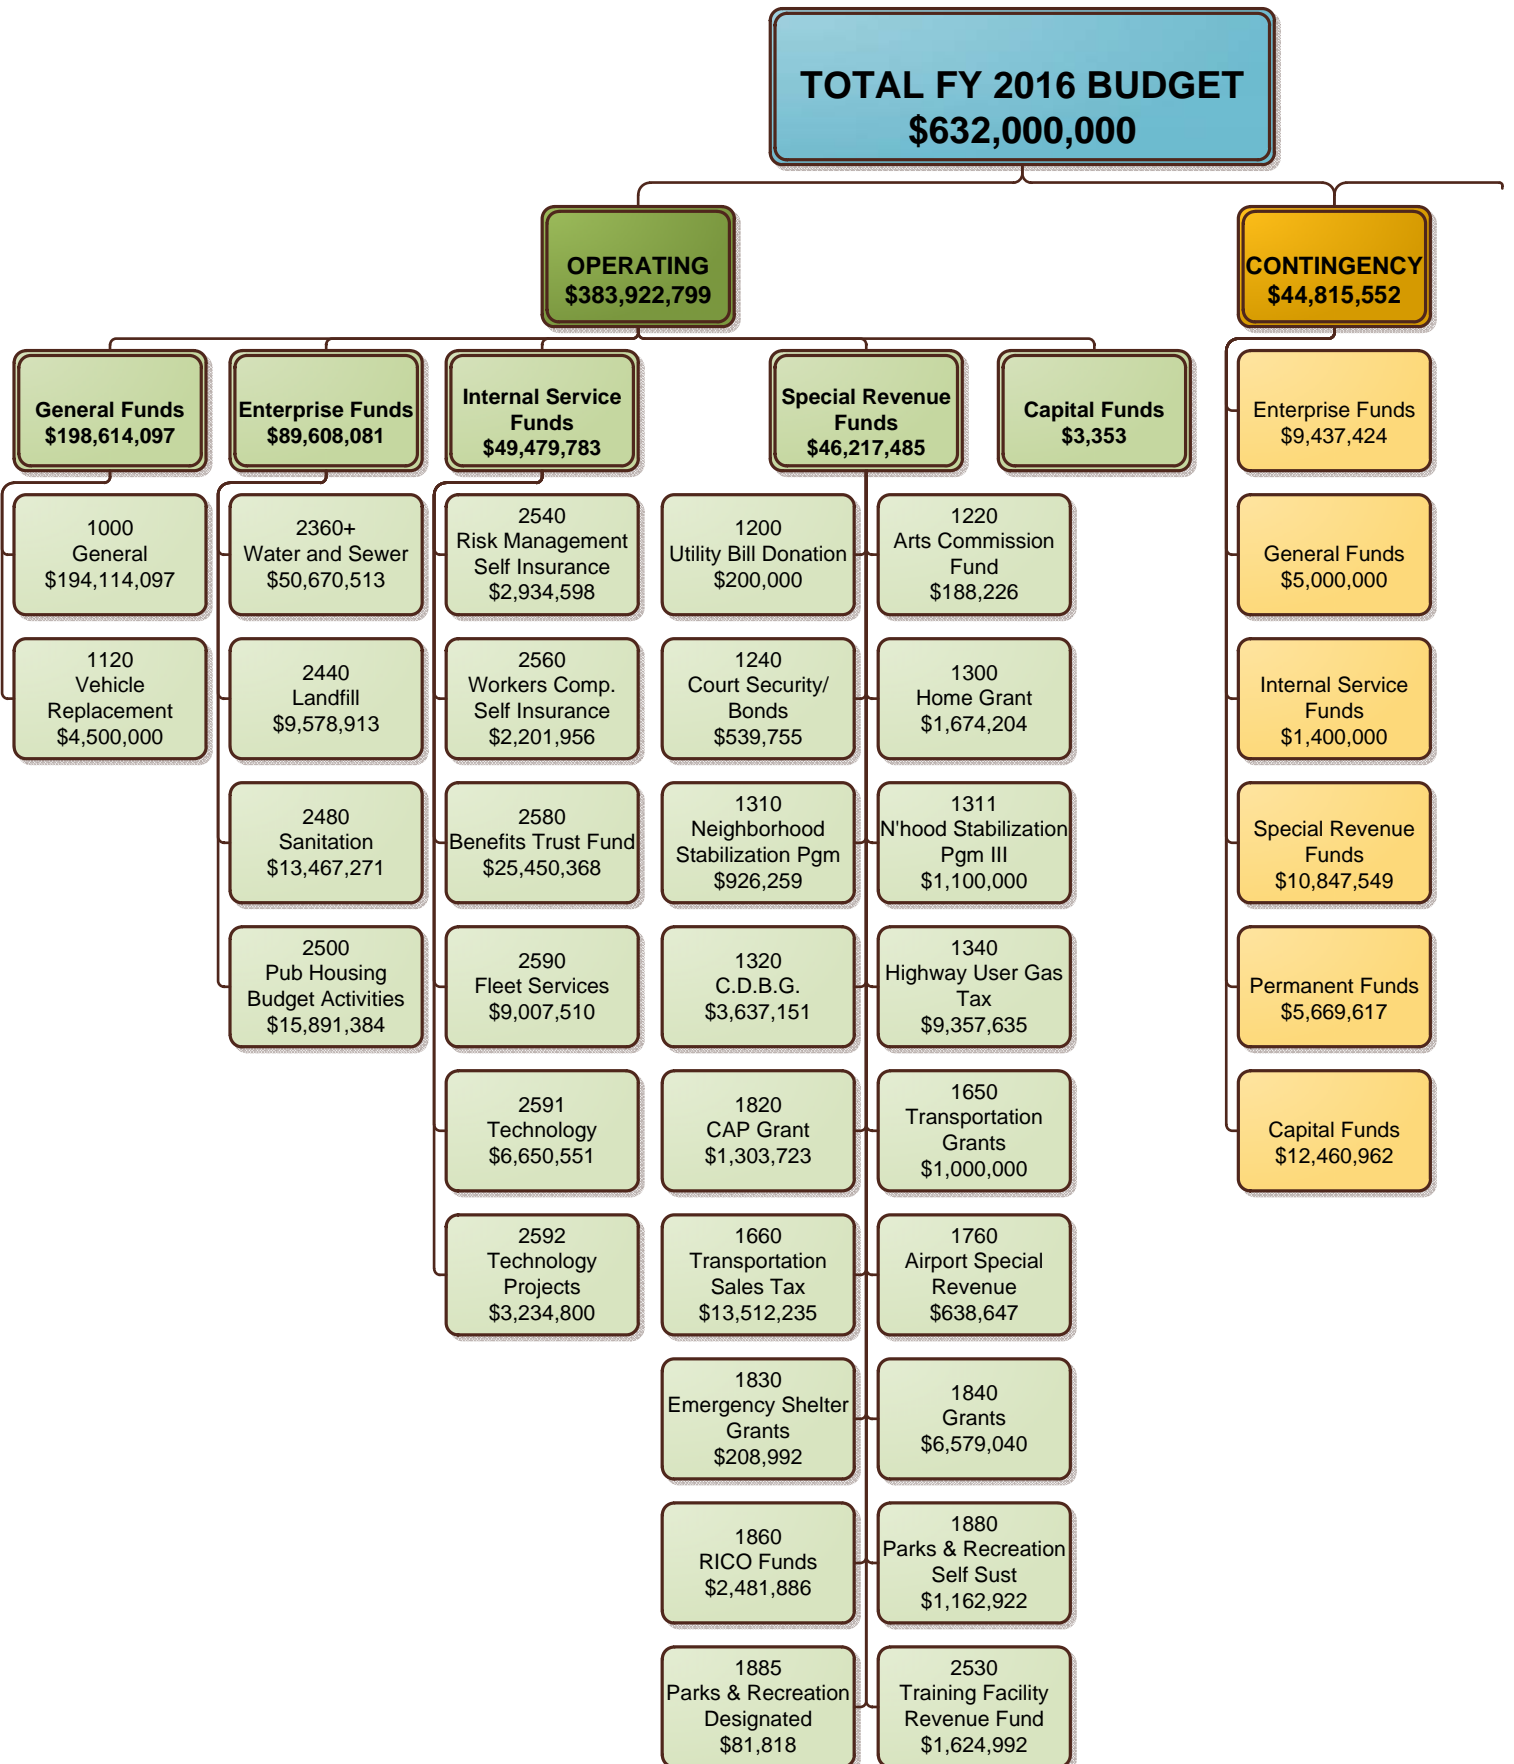 TOTAL FY 2016 BUDGET
$632,000,000
OPERATING
$383,922,799
CONTINGENCY
$44,815,552
General Funds
$198,614,097
Enterprise Funds
$89,608,081
Internal Service
Funds
$49,479,783
Special Revenue
Funds
$46,217,485
Capital Funds
$3,353
Enterprise Funds
$9,437,424
1000
General
$194,114,097
2360+
Water and Sewer
$50,670,513
2540
Risk Management
Self Insurance
$2,934,598
1200
Utility Bill Donation
$200,000
1220
Arts Commission
Fund
$188,226
General Funds
$5,000,000
1120
Vehicle
Replacement
$4,500,000
2440
Landfill
$9,578,913
2560
Workers Comp.
Self Insurance
$2,201,956
1240
Court Security/
Bonds
$539,755
1300
Home Grant
$1,674,204
Internal Service
Funds
$1,400,000
2480
Sanitation
$13,467,271
2580
Benefits Trust Fund
$25,450,368
1310
Neighborhood
Stabilization Pgm
$926,259
1311
N'hood Stabilization
Pgm III
$1,100,000
Special Revenue
Funds
$10,847,549
2500
Pub Housing
Budget Activities
$15,891,384
2590
Fleet Services
$9,007,510
1320
C.D.B.G.
$3,637,151
1340
Highway User Gas
Tax
$9,357,635
Permanent Funds
$5,669,617
2591
Technology
$6,650,551
1820
CAP Grant
$1,303,723
1650
Transportation
Grants
$1,000,000
Capital Funds
$12,460,962
2592
Technology
Projects
$3,234,800
1660
Transportation
Sales Tax
$13,512,235
1760
Airport Special
Revenue
$638,647
1830
Emergency Shelter
Grants
$208,992
1840
Grants
$6,579,040
1860
RICO Funds
$2,481,886
1880
Parks & Recreation
Self Sust
$1,162,922
1885
Parks & Recreation
Designated
$81,818
2530
Training Facility
Revenue Fund
$1,624,992